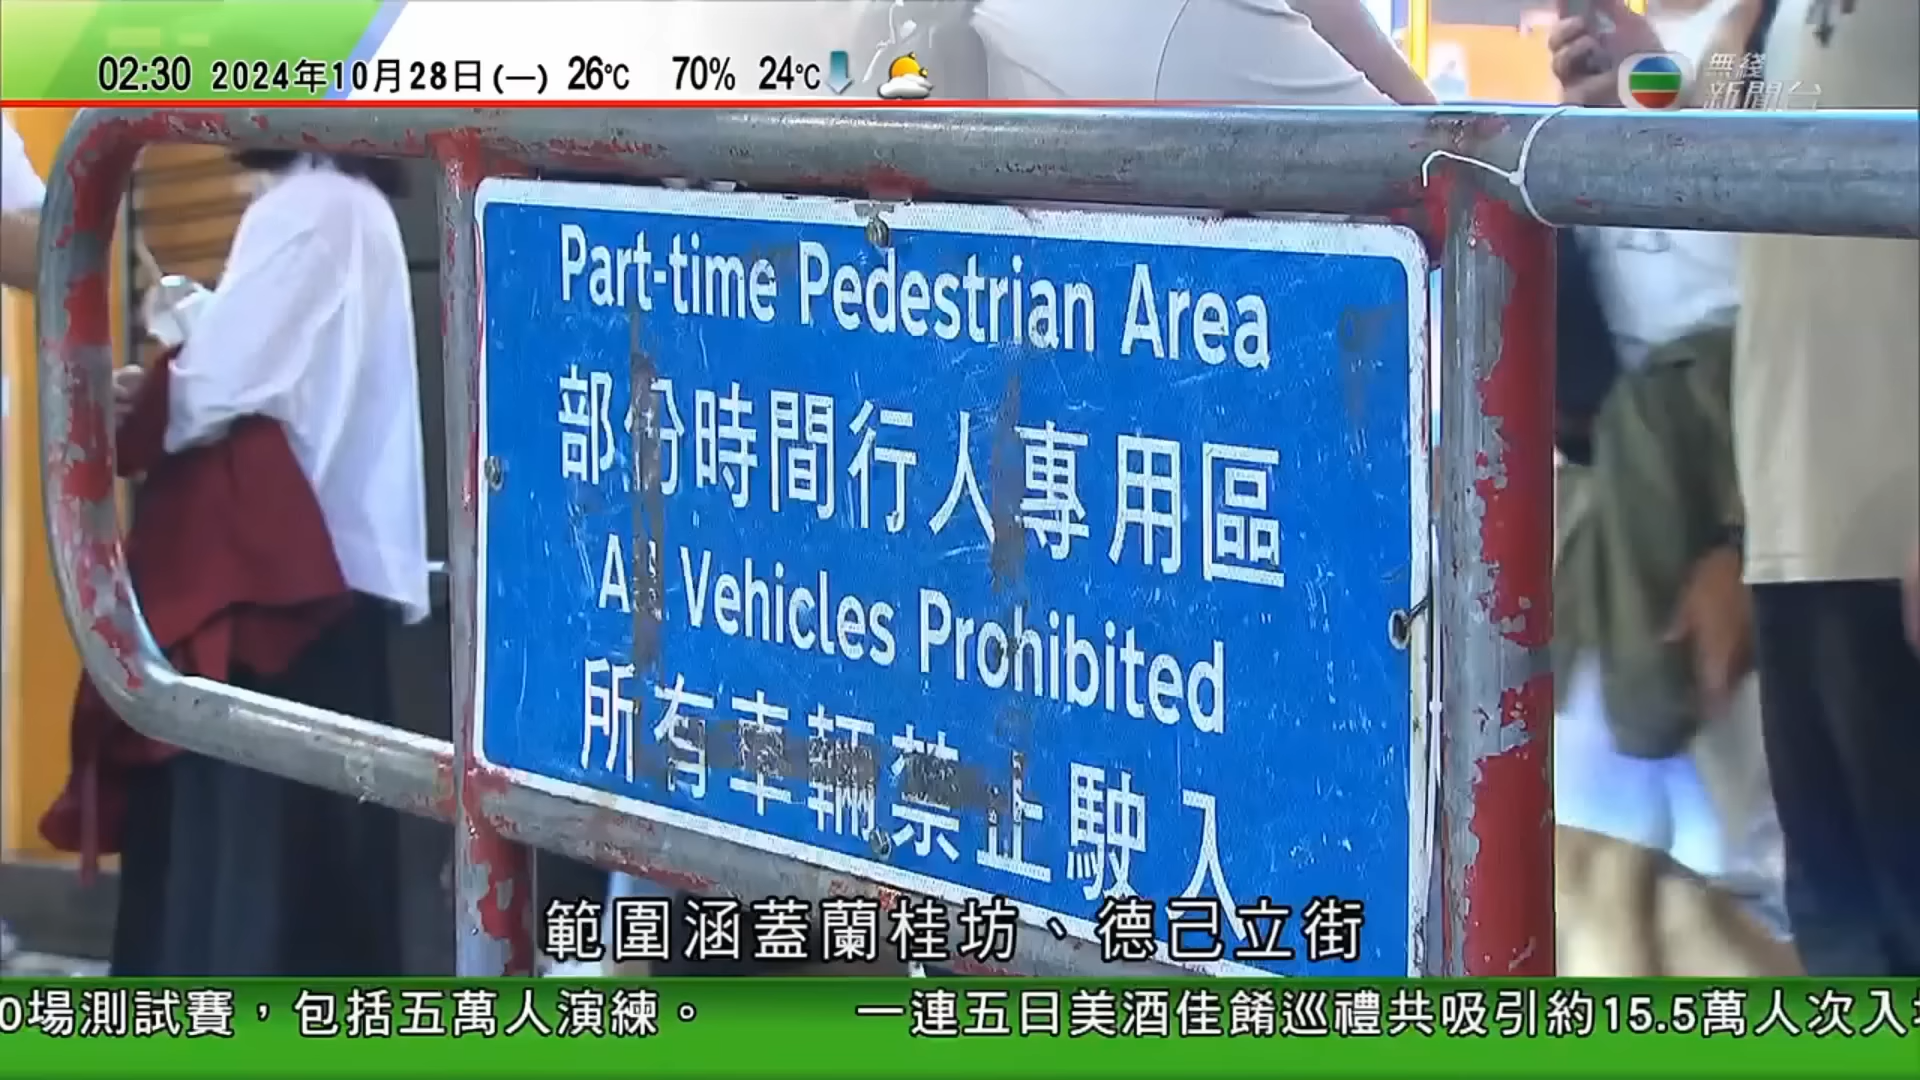 02:30 2024年10月28日(一) 26℃ 70% 24℃
無綫
新聞台
Part-time Pedestrian Area
部份時間行人專用區
All Vehicles Prohibited
所有車輛禁止駛入
範圍涵蓋蘭桂坊、德己立街
0場測試賽，包括五萬人演練。 一連五日美酒佳餚巡禮共吸引約15.5萬人次入